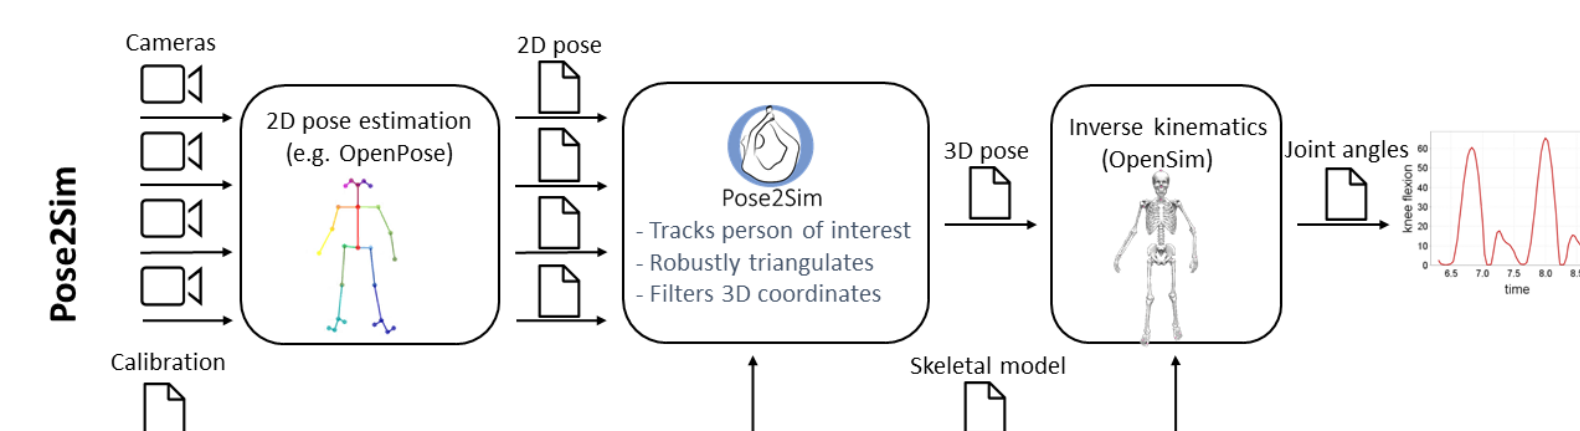 Pose2Sim
Cameras
2D pose estimation
(e.g. OpenPose)
2D pose
Pose2Sim
- Tracks person of interest
- Robustly triangulates
- Filters 3D coordinates
3D pose
Inverse kinematics
(OpenSim)
Joint angles
knee flexion
60
50
40
30
20
10
0
6.5 7.0 7.5 8.0
time
Calibration
Skeletal model